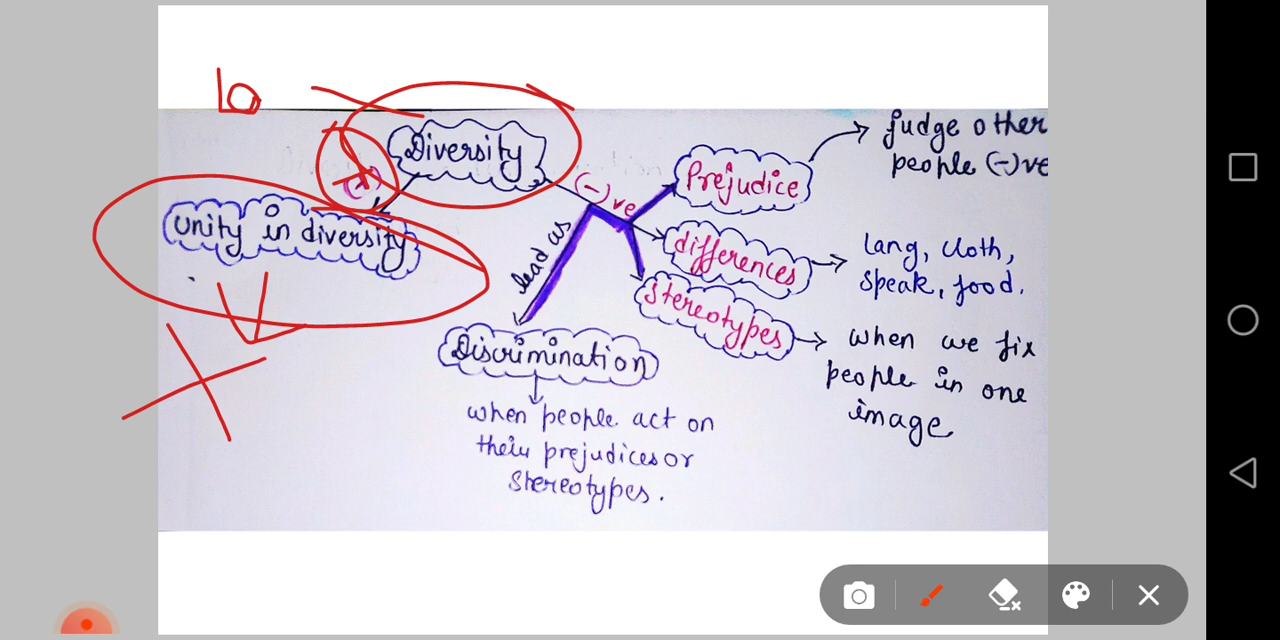 Diversity
Unity in diversity
(-) ve
Prejudice
judge other
people (-)ve
differences
lang, cloth,
speak, food.
stereotypes
when we fix
people in one
image
lead us
Discrimination
when people act on
their prejudices or
stereotypes.